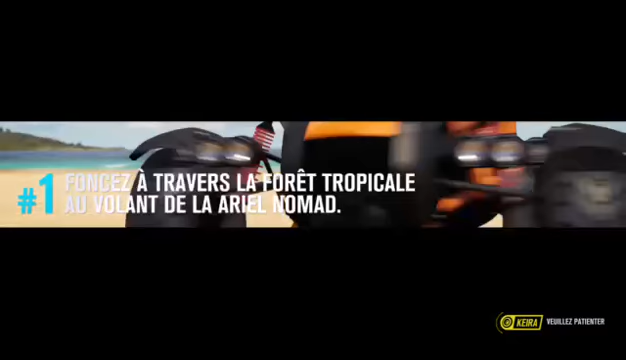 #1
FONCEZ À TRAVERS LA FORÊT TROPICALE
AU VOLANT DE LA ARIEL NOMAD.
KEIRA VEUILLEZ PATIENTER